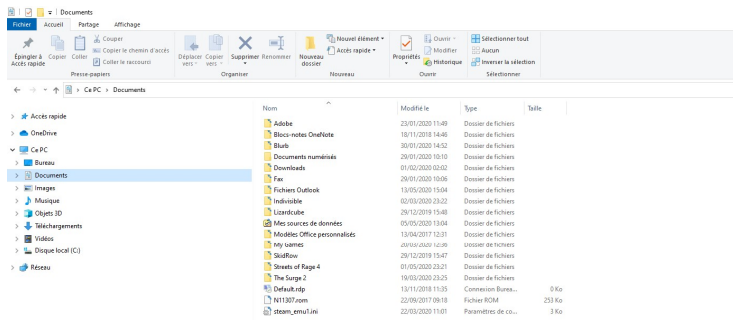 Documents
Fichier Accueil Partage Affichage
Épingler à Accès rapide
Copier
Coller
Couper
Copier le chemin d'accès
Coller le raccourci
Presse-papiers
Déplacer vers
Copier vers
Supprimer
Renommer
Organiser
Nouveau dossier
Nouvel élément
Accès rapide
Nouveau
Propriétés
Ouvrir
Modifier
Historique
Ouvrir
Sélectionner tout
Aucun
Inverser la sélection
Sélectionner
Ce PC > Documents
Accès rapide
OneDrive
Ce PC
Bureau
Documents
Images
Musique
Objets 3D
Téléchargements
Vidéos
Disque local (C:)
Réseau
Nom Modifié le Type Taille
Adobe 23/01/2020 11:49 Dossier de fichiers
Blocs-notes OneNote 18/11/2018 14:46 Dossier de fichiers
Blurb 30/01/2020 14:52 Dossier de fichiers
Documents numérisés 29/01/2020 10:10 Dossier de fichiers
Downloads 01/02/2020 02:02 Dossier de fichiers
Fax 29/01/2020 10:06 Dossier de fichiers
Fichiers Outlook 13/05/2020 15:04 Dossier de fichiers
Indivisible 02/03/2020 23:22 Dossier de fichiers
Lizardcube 29/12/2019 15:48 Dossier de fichiers
Mes sources de données 05/05/2020 13:04 Dossier de fichiers
Modèles Office personnalisés 13/04/2017 12:31 Dossier de fichiers
My Games 20/03/2020 12:36 Dossier de fichiers
SkidRow 29/12/2019 15:47 Dossier de fichiers
Streets of Rage 4 01/05/2020 23:21 Dossier de fichiers
The Surge 2 19/03/2020 23:25 Dossier de fichiers
Default.rdp 13/11/2018 11:35 Connexion Burea... 0 Ko
N11307.rom 22/09/2017 09:18 Fichier ROM 253 Ko
steam_emu1.ini 22/03/2020 11:01 Paramètres de co... 3 Ko